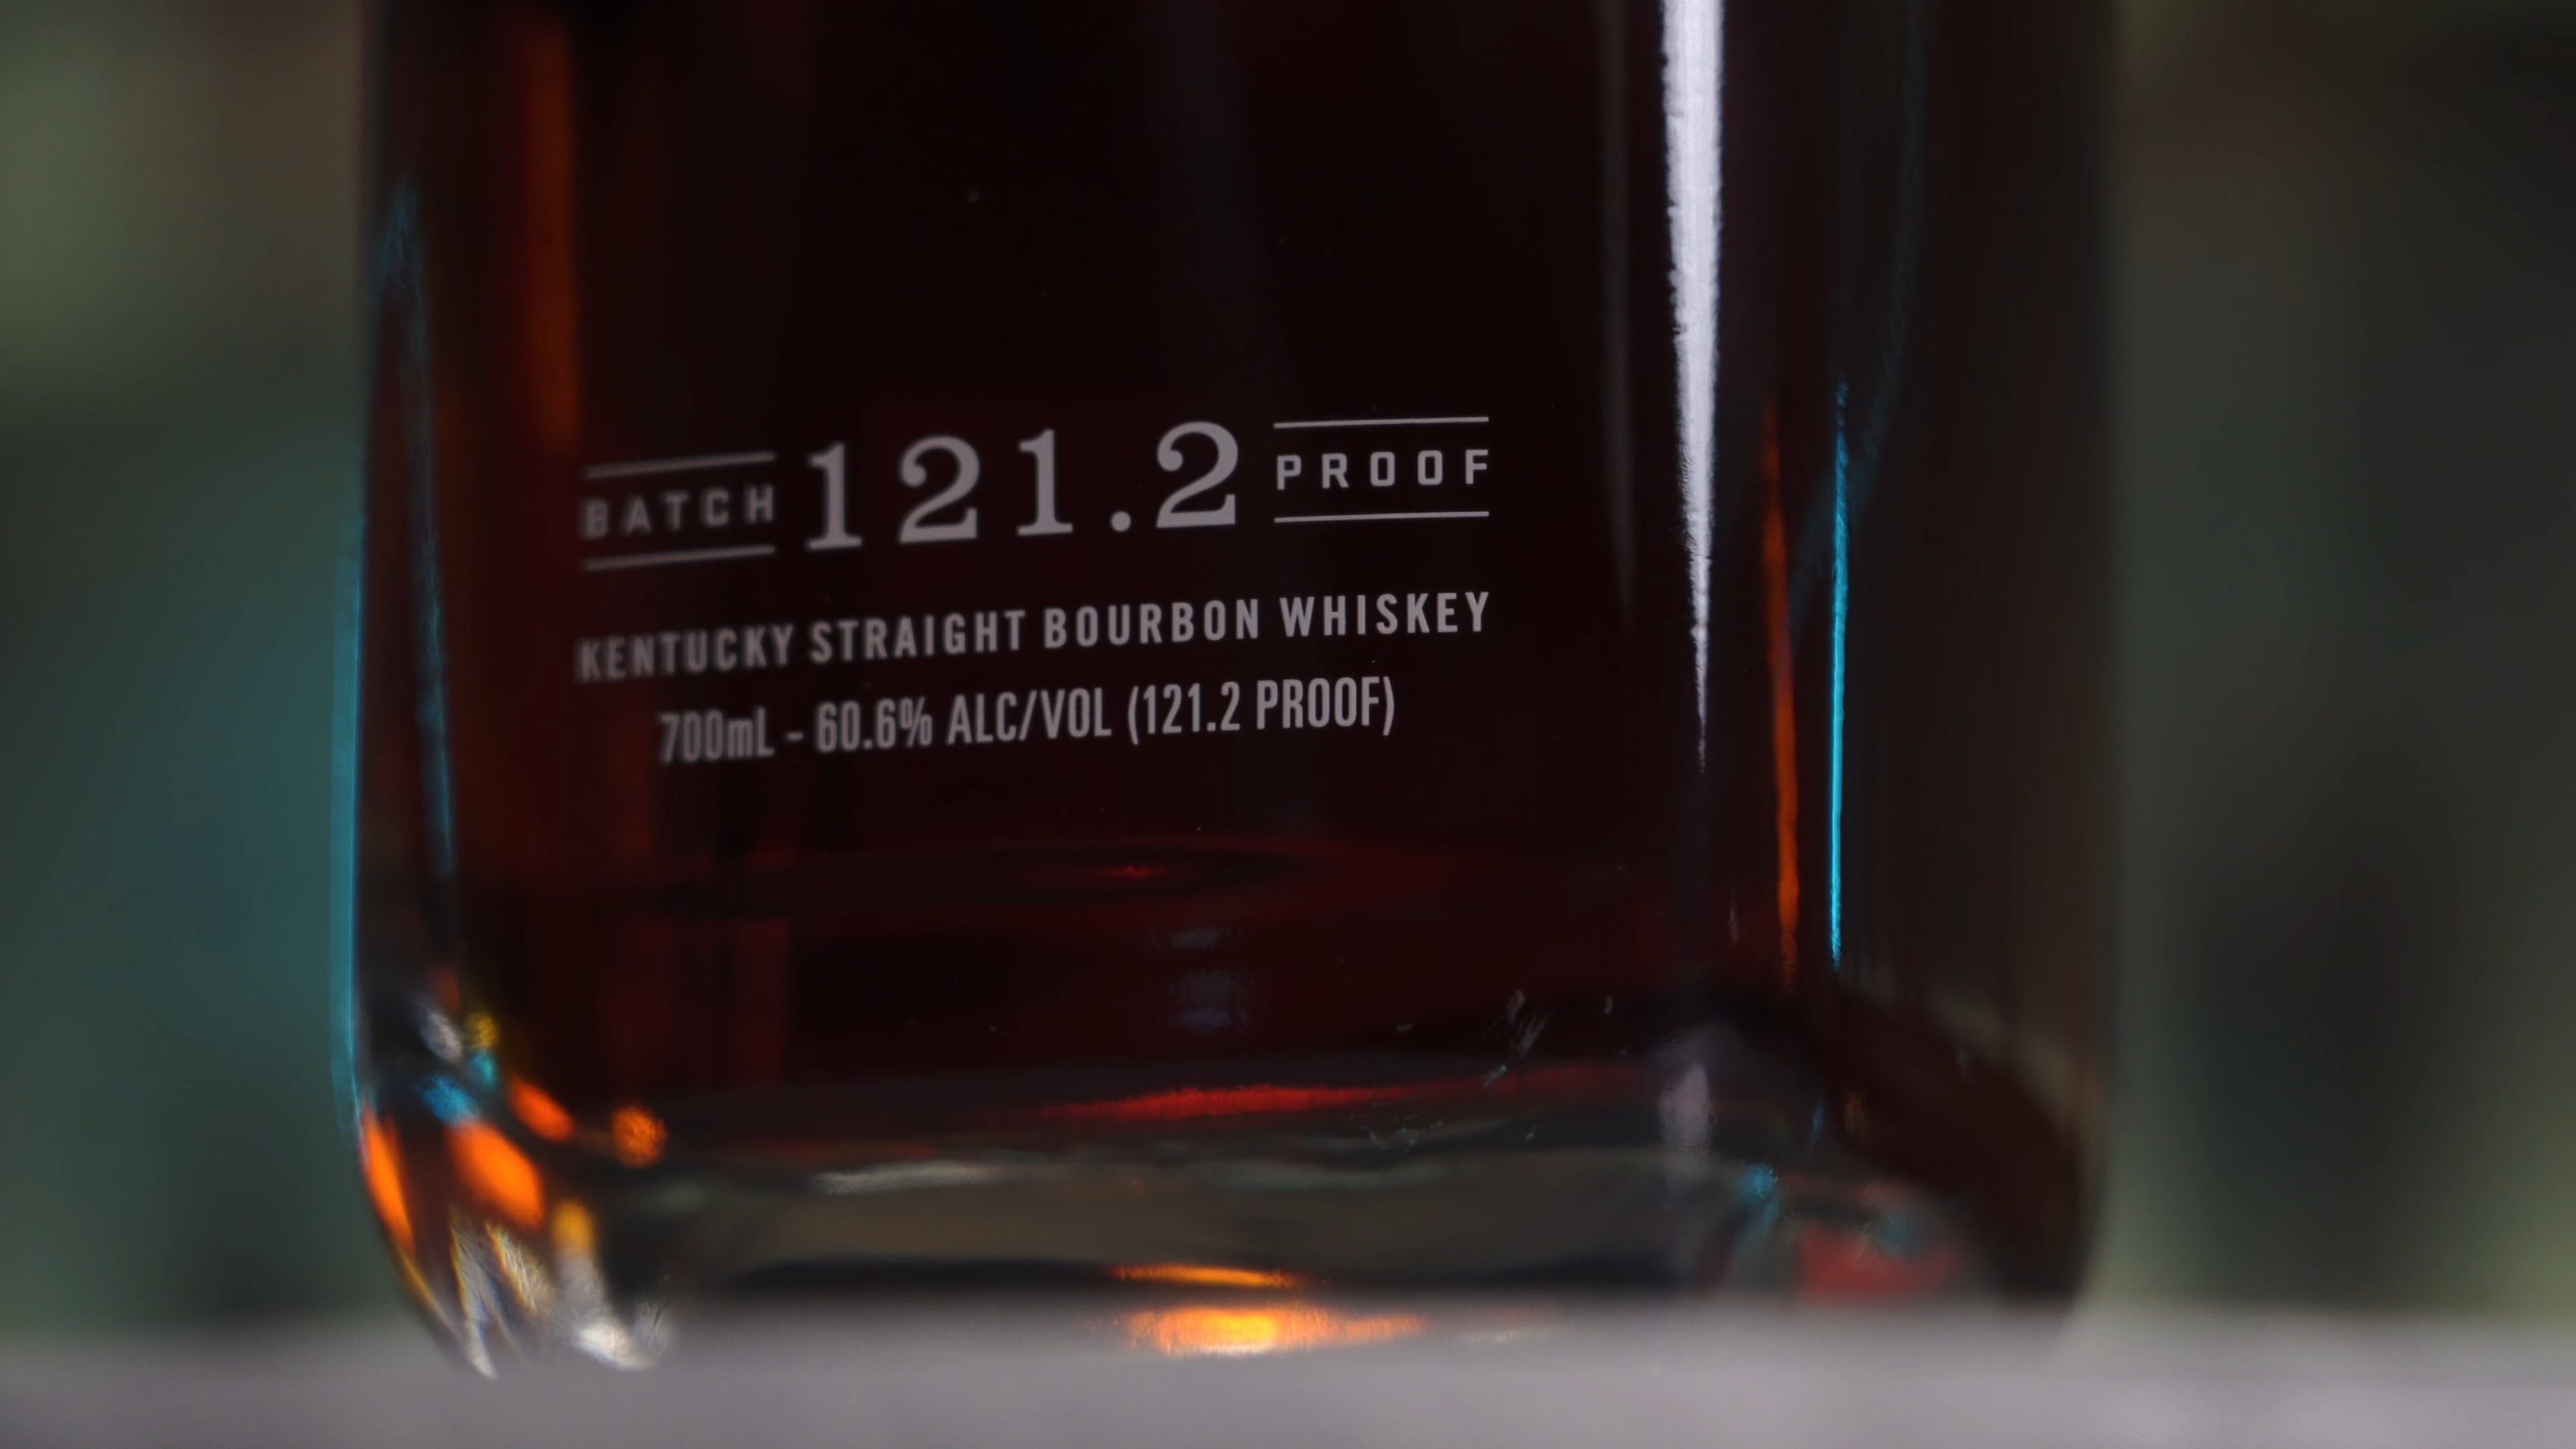 BATCH 121.2 PROOF
KENTUCKY STRAIGHT BOURBON WHISKEY
700mL - 60.6% ALC/VOL (121.2 PROOF)